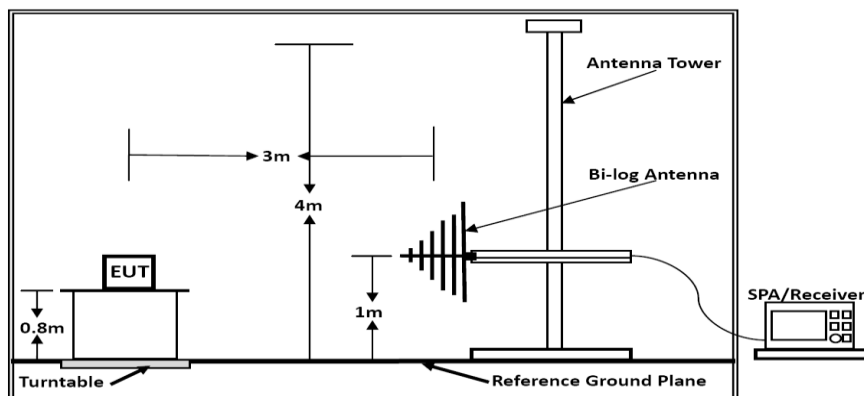 Antenna Tower
3m
Bi-log Antenna
4m
EUT
SPA/Receiver
0.8m
1m
Turntable
Reference Ground Plane